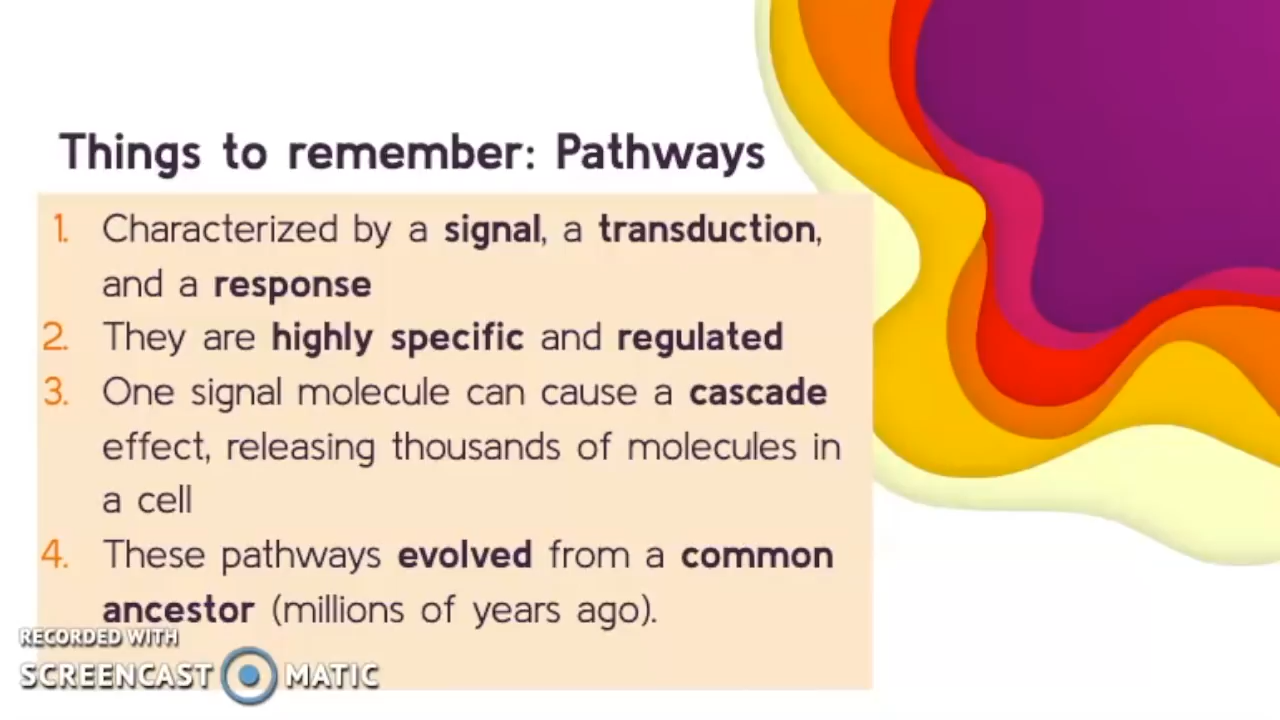 Things to remember: Pathways
1. Characterized by a signal, a transduction,
and a response
2. They are highly specific and regulated
3. One signal molecule can cause a cascade
effect, releasing thousands of molecules in
a cell
4. These pathways evolved from a common
ancestor (millions of years ago).
RECORDED WITH
SCREENCAST MATIC